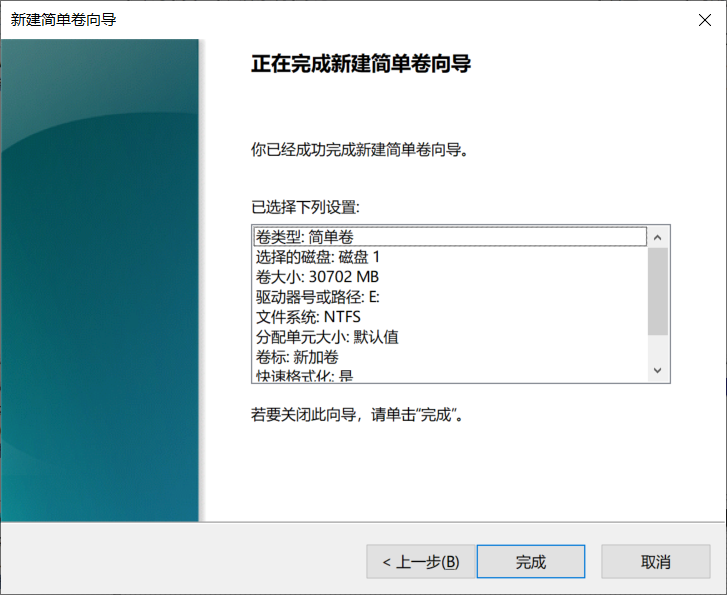 新建简单卷向导
正在完成新建简单卷向导
你已经成功完成新建简单卷向导。
已选择下列设置:
卷类型: 简单卷
选择的磁盘: 磁盘 1
卷大小: 30702 MB
驱动器号或路径: E:
文件系统: NTFS
分配单元大小: 默认值
卷标: 新加卷
快速格式化: 是
若要关闭此向导，请单击"完成"。
< 上一步(B)
完成
取消